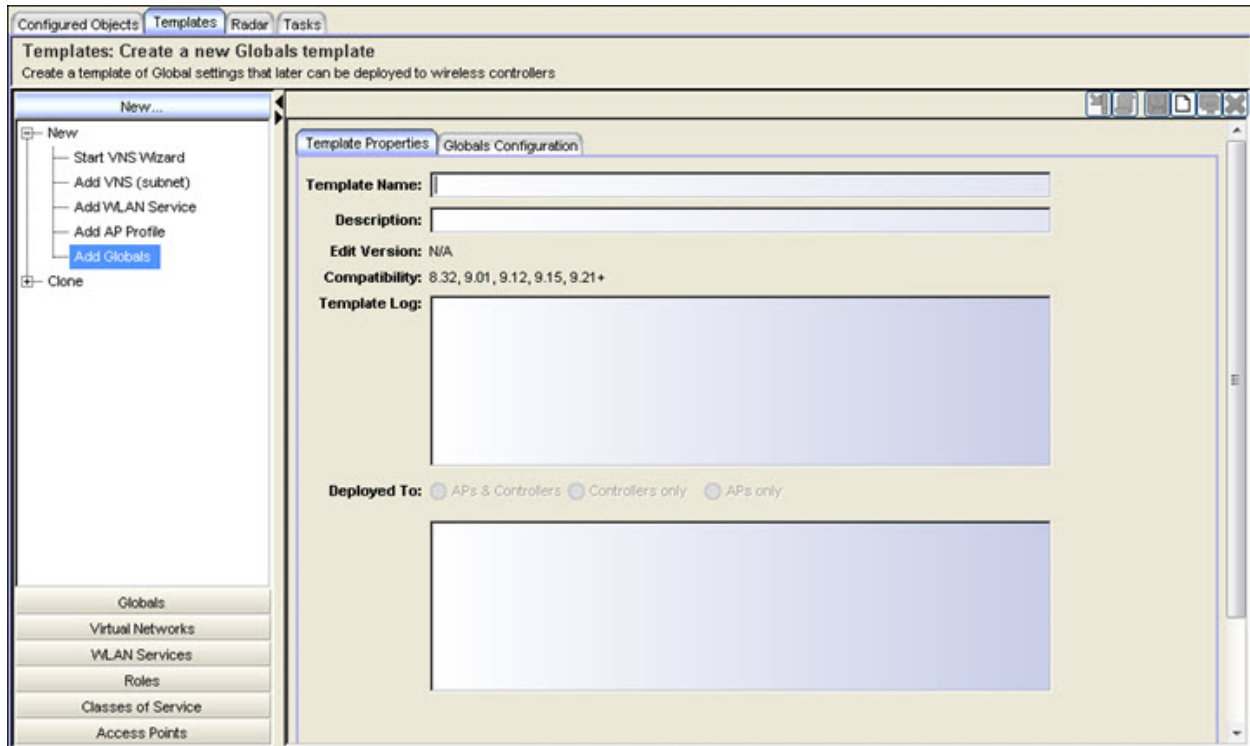 Configured Objects Templates Radar Tasks
Templates: Create a new Globals template
Create a template of Global settings that later can be deployed to wireless controllers
New...
New
Start VNS Wizard
Add VNS (subnet)
Add WLAN Service
Add AP Profile
Add Globals
Clone
Globals
Virtual Networks
WLAN Services
Roles
Classes of Service
Access Points
Template Properties Globals Configuration
Template Name:
Description:
Edit Version: N/A
Compatibility: 8.32, 9.01, 9.12, 9.15, 9.21+
Template Log:
Deployed To: APs & Controllers Controllers only APs only